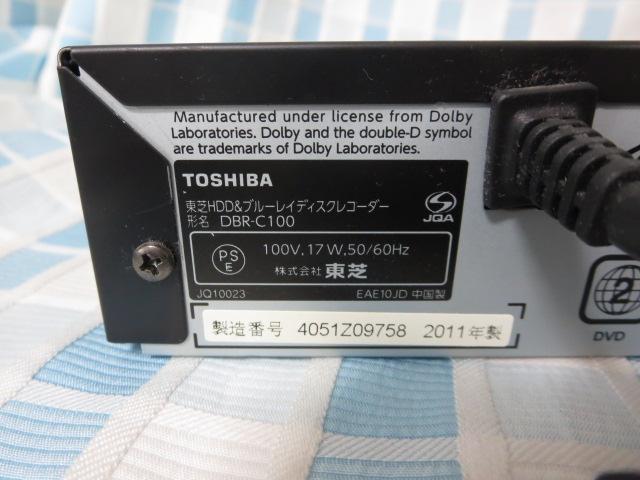 Manufactured under license from Dolby
Laboratories. Dolby and the double-D symbol
are trademarks of Dolby Laboratories.
TOSHIBA
東芝HDD&ブルーレイディスクレコーダー
形名 DBR-C100
JQA
PS
E
100V, 17W, 50/60Hz
株式会社 東芝
JQ10023
EAE10JD 中国製
製造番号 4051Z09758 2011年製
2
DVD